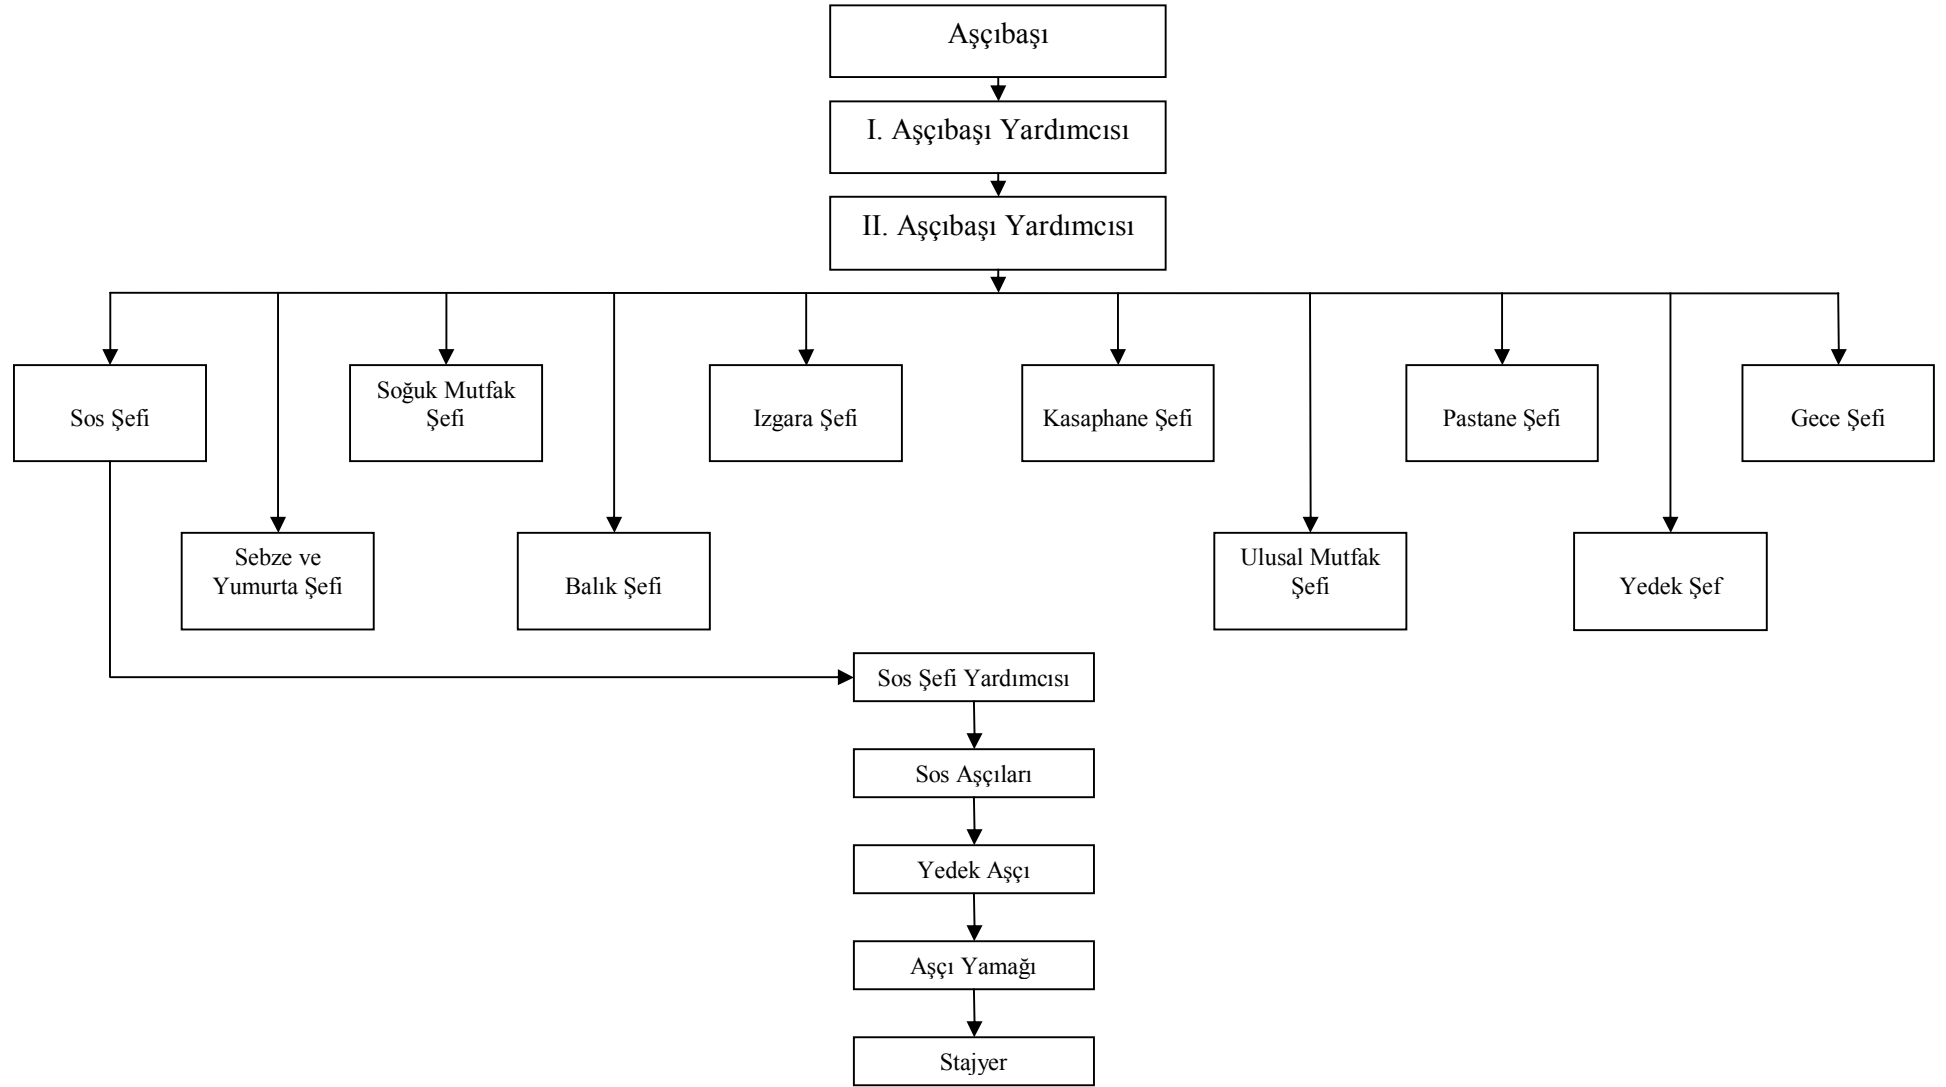 Aşçıbaşı
I. Aşçıbaşı Yardımcısı
II. Aşçıbaşı Yardımcısı
Sos Şefi
Soğuk Mutfak
Şefi
Izgara Şefi
Kasaphane Şefi
Pastane Şefi
Gece Şefi
Sebze ve
Yumurta Şefi
Balık Şefi
Ulusal Mutfak
Şefi
Yedek Şef
Sos Şefi Yardımcısı
Sos Aşçıları
Yedek Aşçı
Aşçı Yamağı
Stajyer